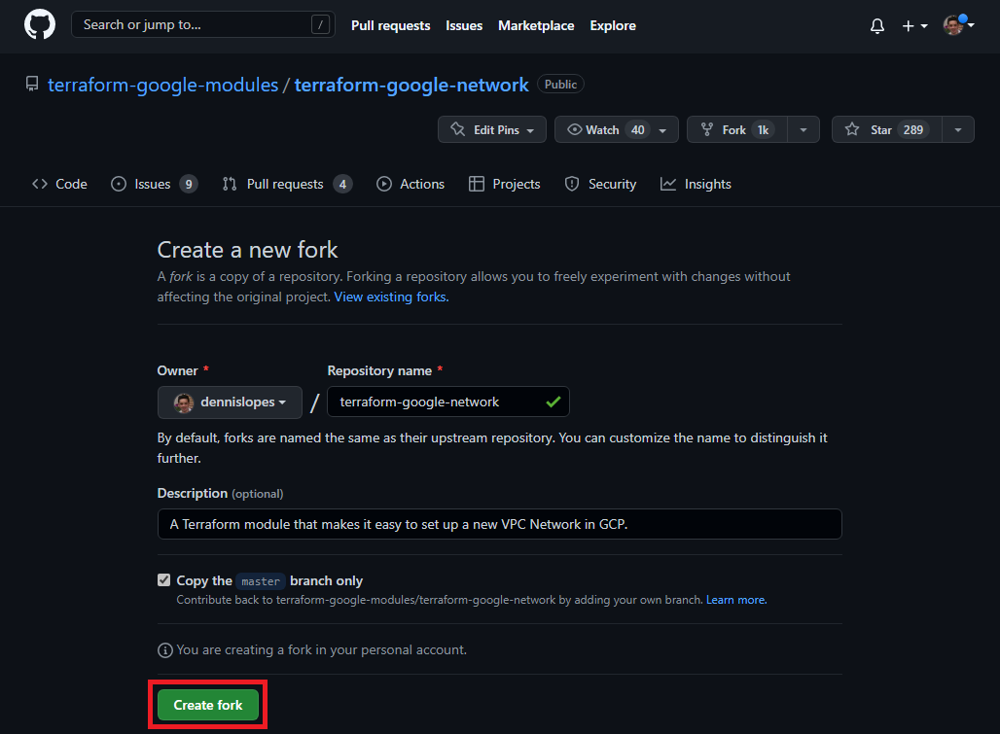 Search or jump to... /
Pull requests Issues Marketplace Explore
terraform-google-modules / terraform-google-network Public
Edit Pins Watch 40 Fork 1k Star 289
Code Issues 9 Pull requests 4 Actions Projects Security Insights
Create a new fork
A fork is a copy of a repository. Forking a repository allows you to freely experiment with changes without
affecting the original project. View existing forks.
Owner * Repository name *
dennislopes / terraform-google-network
By default, forks are named the same as their upstream repository. You can customize the name to distinguish it
further.
Description (optional)
A Terraform module that makes it easy to set up a new VPC Network in GCP.
Copy the master branch only
Contribute back to terraform-google-modules/terraform-google-network by adding your own branch. Learn more.
You are creating a fork in your personal account.
Create fork